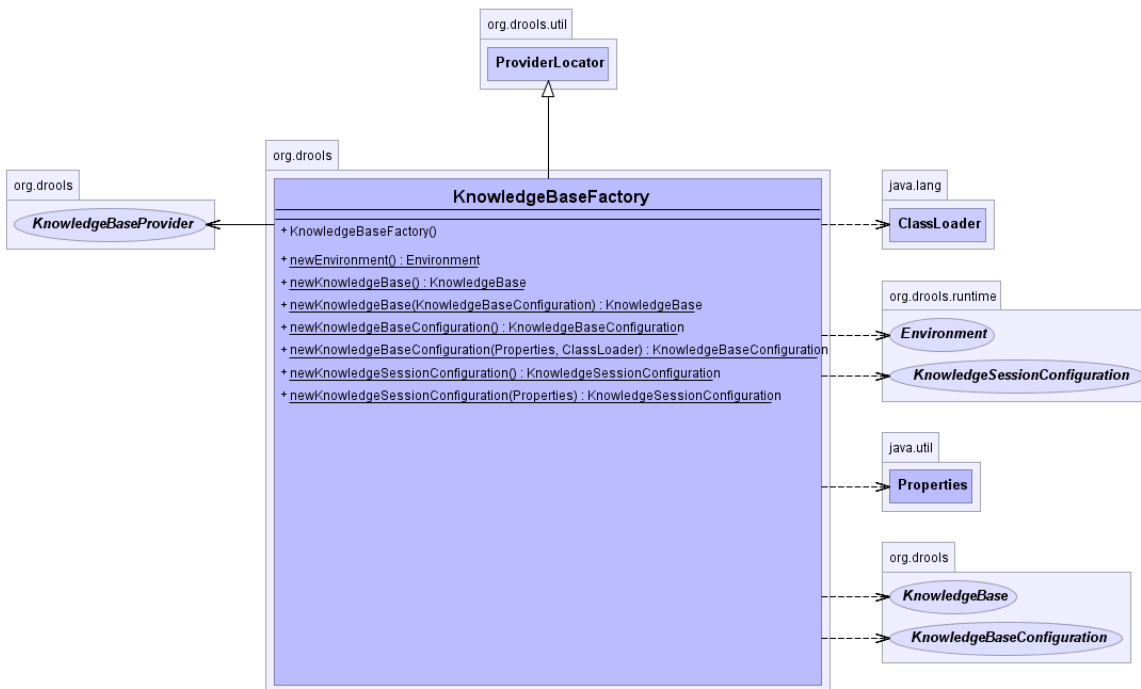 org.drools.util
ProviderLocator
org.drools
org.drools
KnowledgeBaseProvider
KnowledgeBaseFactory
+ KnowledgeBaseFactory()
+ newEnvironment() : Environment
+ newKnowledgeBase() : KnowledgeBase
+ newKnowledgeBase(KnowledgeBaseConfiguration) : KnowledgeBase
+ newKnowledgeBaseConfiguration() : KnowledgeBaseConfiguration
+ newKnowledgeBaseConfiguration(Properties, ClassLoader) : KnowledgeBaseConfiguration
+ newKnowledgeSessionConfiguration() : KnowledgeSessionConfiguration
+ newKnowledgeSessionConfiguration(Properties) : KnowledgeSessionConfiguration
java.lang
ClassLoader
org.drools.runtime
Environment
KnowledgeSessionConfiguration
java.util
Properties
org.drools
KnowledgeBase
KnowledgeBaseConfiguration